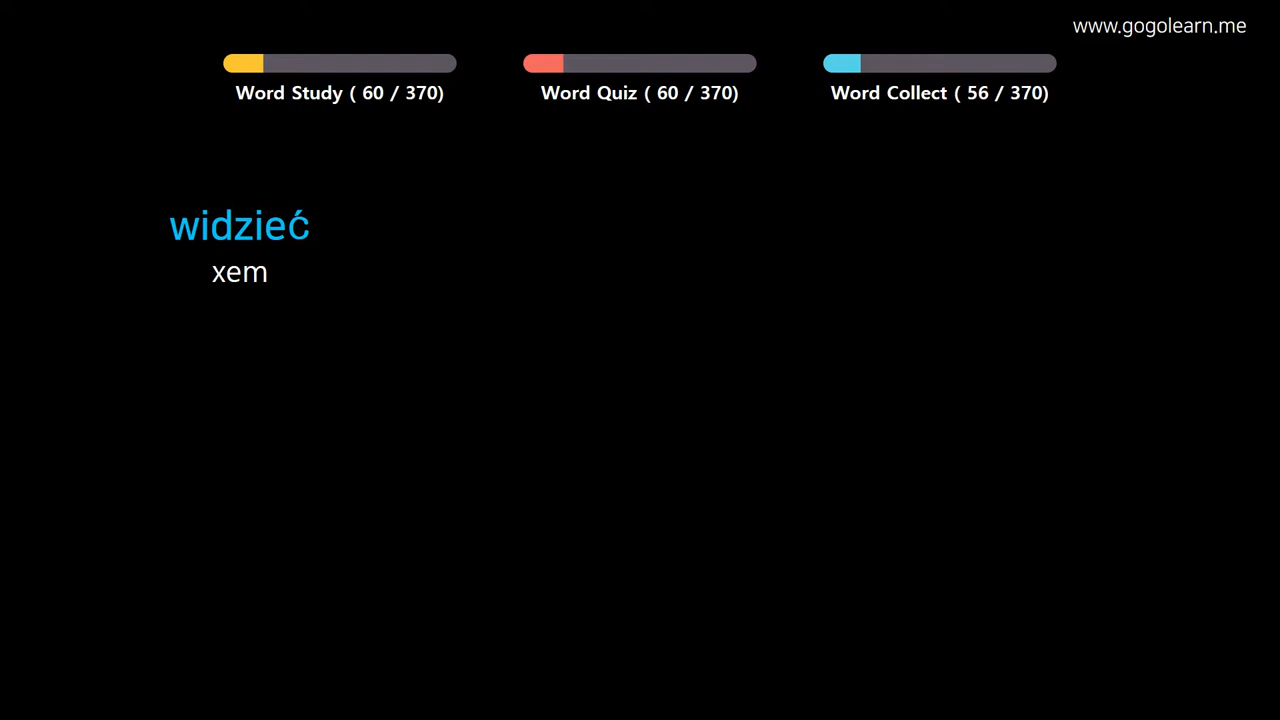 www.gogolearn.me
Word Study ( 60 / 370)
Word Quiz ( 60 / 370)
Word Collect ( 56 / 370)
widzieć
xem